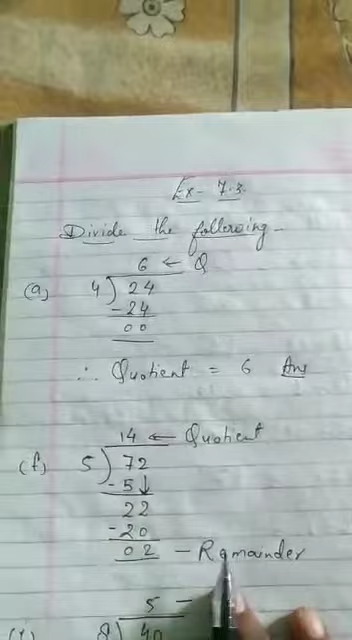 Ex- 7.3.
Divide the following-
6 ← Q
(a) 4) 24
-24
00
∴ Quotient = 6 Ans
14 ← Quotient
(f) 5) 72
-5↓
22
-20
02 - Remainder
5 -
8) 40